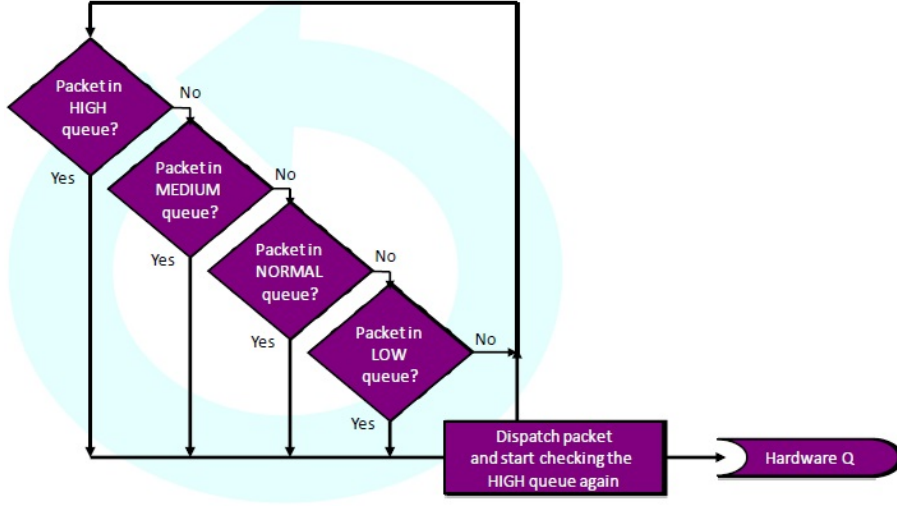 Packet in
HIGH
queue?
No
Yes
Packet in
MEDIUM
queue?
No
Yes
Packet in
NORMAL
queue?
No
Yes
Packet in
LOW
queue?
No
Yes
Dispatch packet
and start checking the
HIGH queue again
Hardware Q